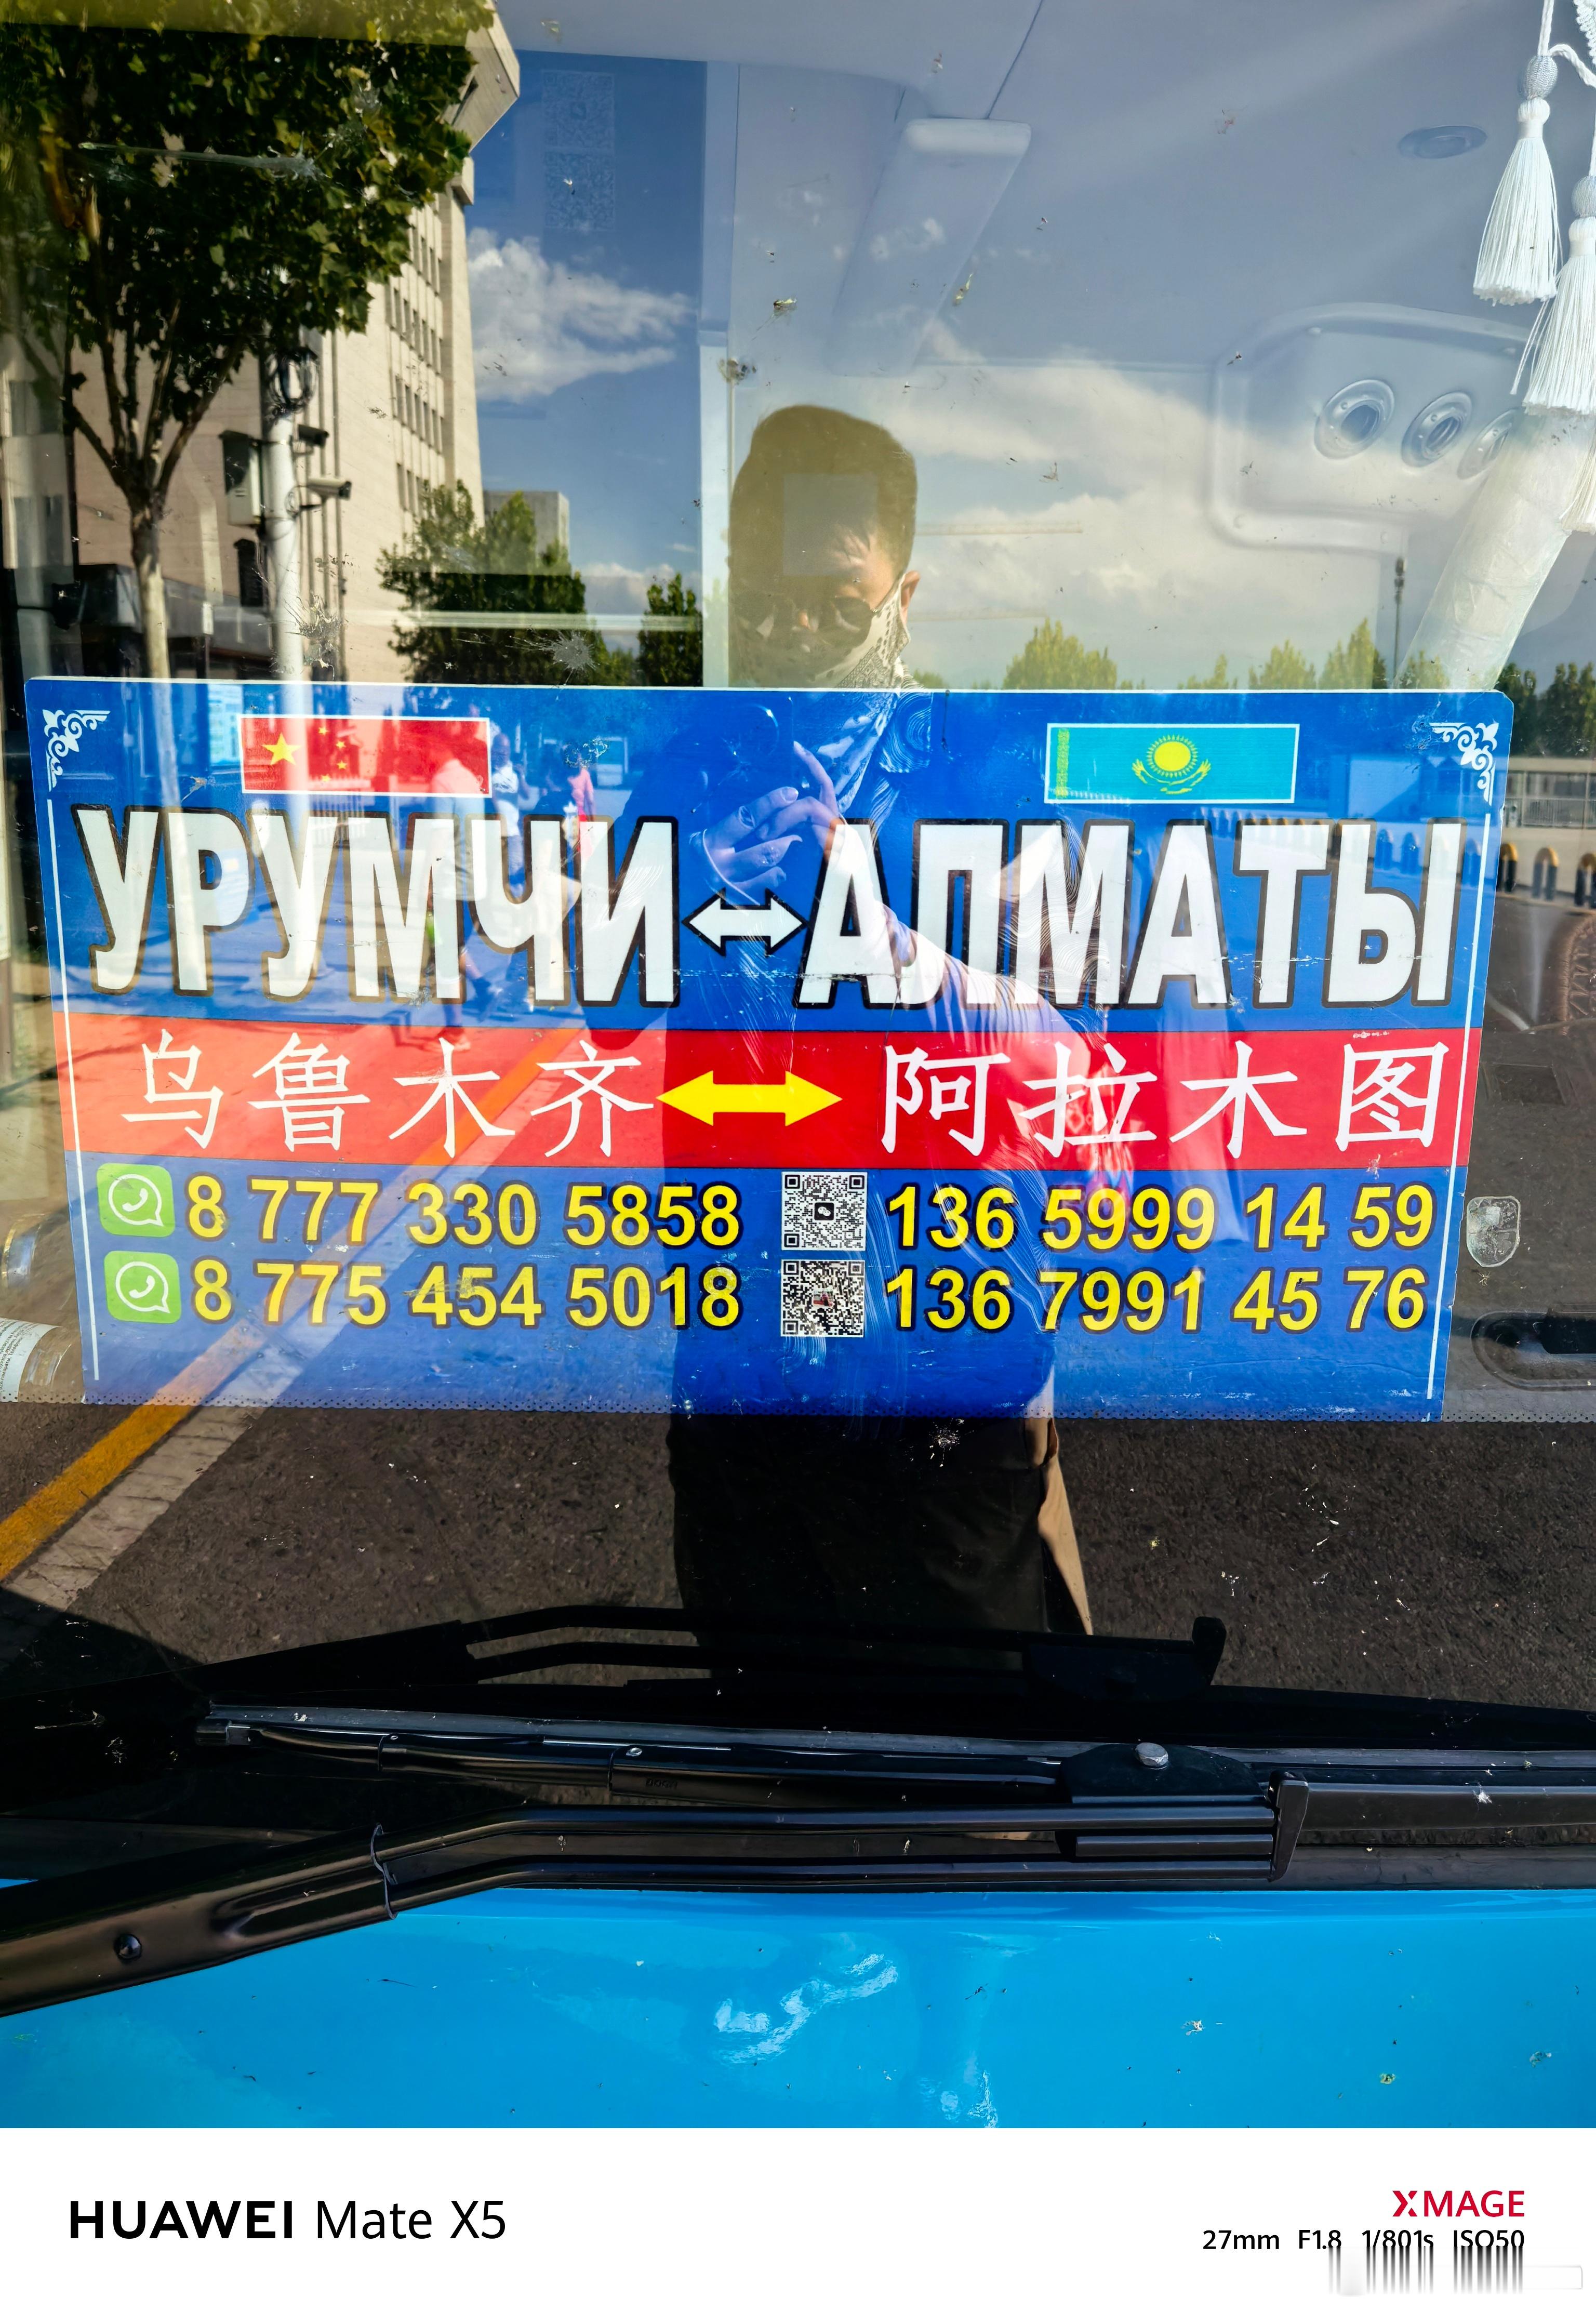 УРУМЧИ↔АЛМАТЫ
乌鲁木齐↔阿拉木图
8 777 330 5858 136 5999 14 59
8 775 454 5018 136 7991 45 76
HUAWEI Mate X5
XMAGE
27mm F1.8 1/801s ISO50